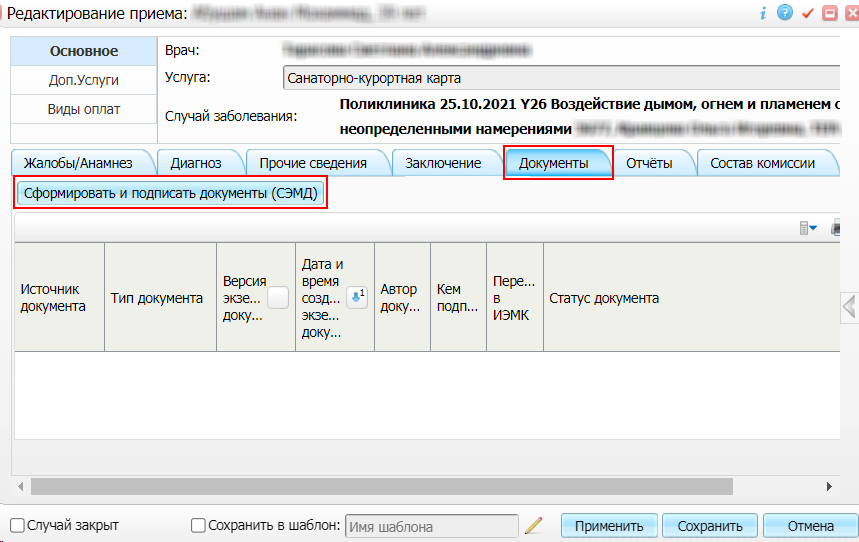 Редактирование приема:
Основное
Доп.Услуги
Виды оплат
Врач:
Услуга: Санаторно-курортная карта
Случай заболевания: Поликлиника 25.10.2021 Y26 Воздействие дымом, огнем и пламенем с
неопределенными намерениями
Жалобы/Анамнез Диагноз Прочие сведения Заключение Документы Отчёты Состав комиссии
Сформировать и подписать документы (СЭМД)
Источник документа
Тип документа
Версия экзе... доку...
Дата и время созд... экзе... доку... 1
Автор доку...
Кем подп...
Пере... в ИЭМК
Статус документа
Случай закрыт Сохранить в шаблон: Имя шаблона Применить Сохранить Отмена